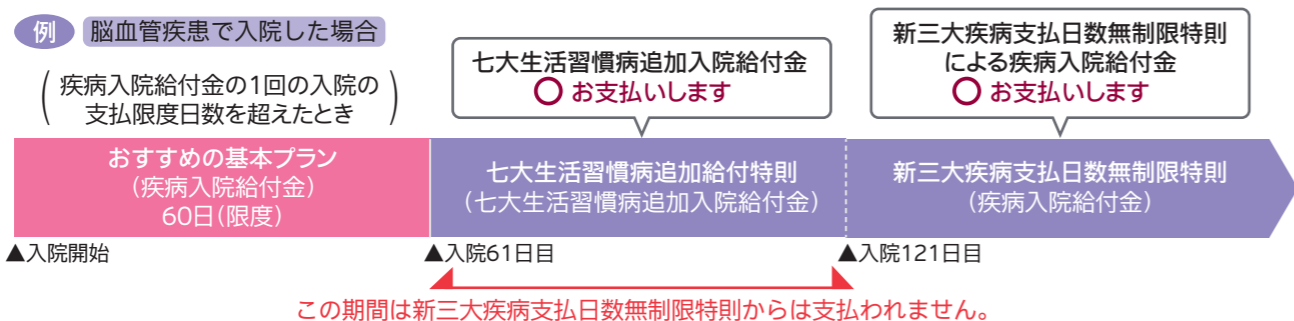 例 脳血管疾患で入院した場合
疾病入院給付金の1回の入院の
支払限度日数を超えたとき
七大生活習慣病追加入院給付金
○ お支払いします
新三大疾病支払日数無制限特則
による疾病入院給付金
○ お支払いします
おすすめの基本プラン
(疾病入院給付金)
60日(限度)
七大生活習慣病追加給付特則
(七大生活習慣病追加入院給付金)
新三大疾病支払日数無制限特則
(疾病入院給付金)
▲入院開始
▲入院61日目
▲入院121日目
この期間は新三大疾病支払日数無制限特則からは支払われません。